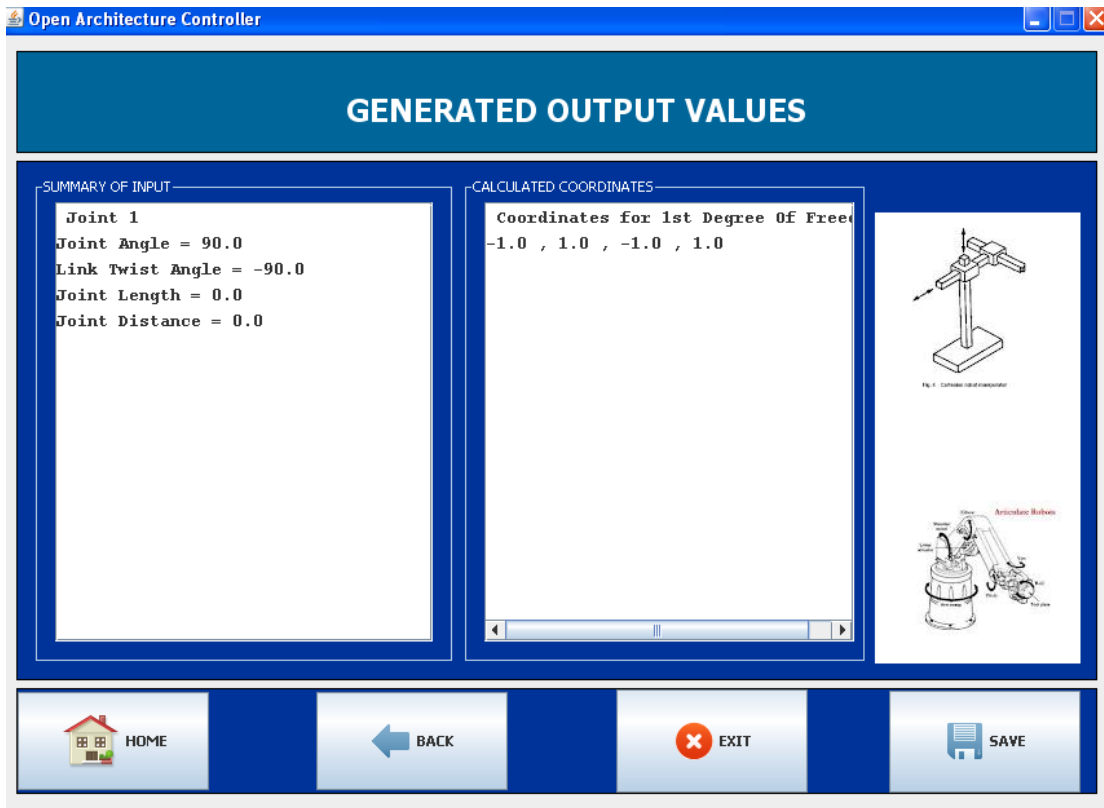 Open Architecture Controller
GENERATED OUTPUT VALUES
SUMMARY OF INPUT
Joint 1
Joint Angle = 90.0
Link Twist Angle = -90.0
Joint Length = 0.0
Joint Distance = 0.0
CALCULATED COORDINATES
Coordinates for 1st Degree Of Freed
-1.0 , 1.0 , -1.0 , 1.0
Articulate Robots
HOME
BACK
EXIT
SAVE